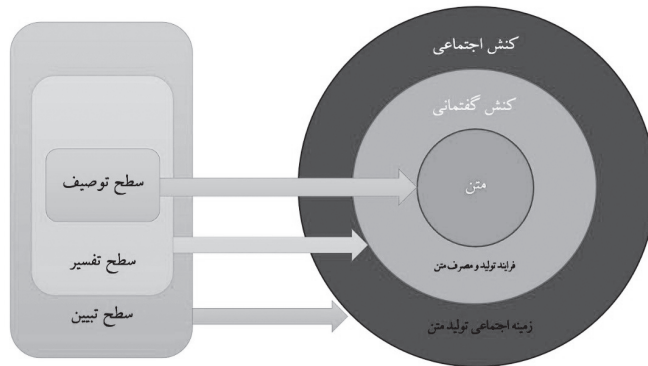 کنش اجتماعی
کنش گفتمانی
متن
سطح توصیف
فرایند تولید و مصرف متن
سطح تفسیر
زمینه اجتماعی تولید متن
سطح تبیین